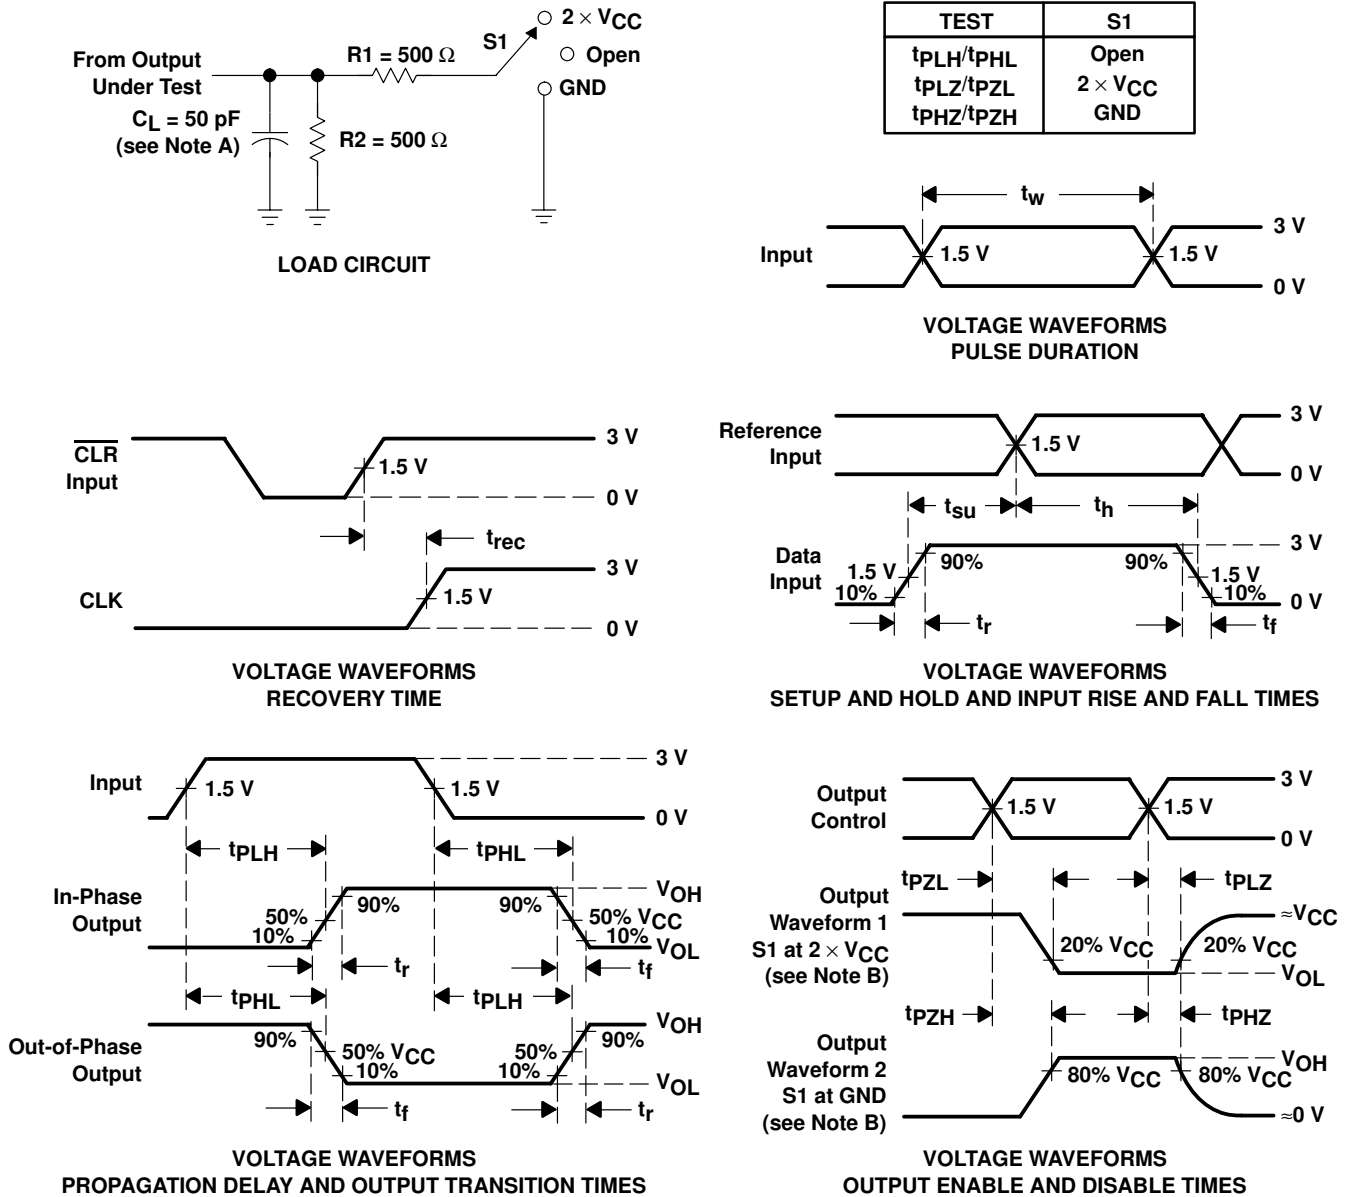 From Output
Under Test
CL = 50 pF
(see Note A)
R1 = 500 Ω
R2 = 500 Ω
S1
2 × VCC
Open
GND
LOAD CIRCUIT
TEST S1
tPLH/tPHL Open
tPLZ/tPZL 2 × VCC
tPHZ/tPZH GND
tw
Input
1.5 V 1.5 V
3 V
0 V
VOLTAGE WAVEFORMS
PULSE DURATION
CLR
Input
1.5 V
3 V
0 V
trec
CLK
1.5 V
3 V
0 V
VOLTAGE WAVEFORMS
RECOVERY TIME
Reference
Input
1.5 V
3 V
0 V
tsu th
Data
Input
1.5 V
10%
90% 90%
1.5 V
10%
3 V
0 V
tr tf
VOLTAGE WAVEFORMS
SETUP AND HOLD AND INPUT RISE AND FALL TIMES
Input
1.5 V 1.5 V
3 V
0 V
tPLH tPHL
In-Phase
Output
50%
10%
90% 90%
50% VCC
10%
VOH
VOL
tr tf
tPHL tPLH
Out-of-Phase
Output
90%
50% VCC
10%
50%
10%
90%
VOH
VOL
tf tr
VOLTAGE WAVEFORMS
PROPAGATION DELAY AND OUTPUT TRANSITION TIMES
Output
Control
1.5 V 1.5 V
3 V
0 V
tPZL tPLZ
Output
Waveform 1
S1 at 2 × VCC
(see Note B)
20% VCC 20% VCC
≈VCC
VOL
tPZH tPHZ
Output
Waveform 2
S1 at GND
(see Note B)
80% VCC 80% VCC
VOH
≈0 V
VOLTAGE WAVEFORMS
OUTPUT ENABLE AND DISABLE TIMES